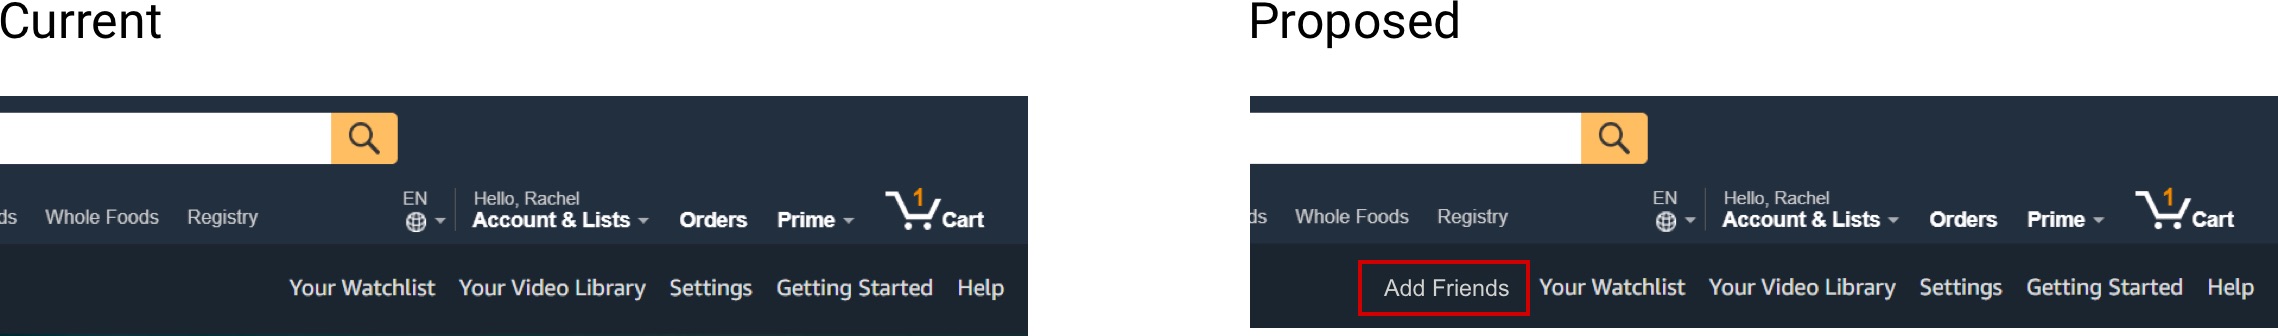 Current
Proposed
EN
Hello, Rachel
ds Whole Foods Registry
Account & Lists Orders Prime 1 Cart
Your Watchlist Your Video Library Settings Getting Started Help
EN
Hello, Rachel
ds Whole Foods Registry
Account & Lists Orders Prime 1 Cart
Add Friends Your Watchlist Your Video Library Settings Getting Started Help